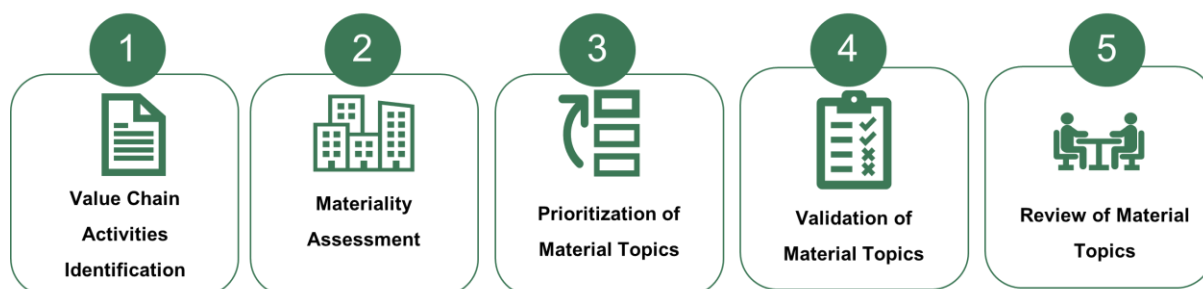 1
Value Chain
Activities
Identification
2
Materiality
Assessment
3
Prioritization of
Material Topics
4
Validation of
Material Topics
5
Review of Material
Topics